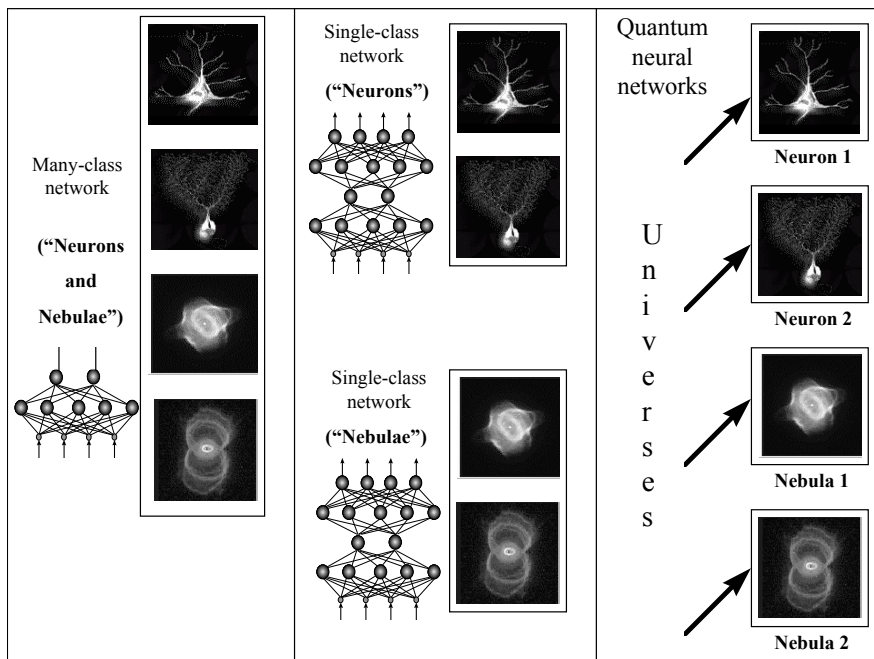 Many-class
network
(“Neurons
and
Nebulae”)
Single-class
network
(“Neurons”)
Single-class
network
(“Nebulae”)
Quantum
neural
networks
Universes
Neuron 1
Neuron 2
Nebula 1
Nebula 2